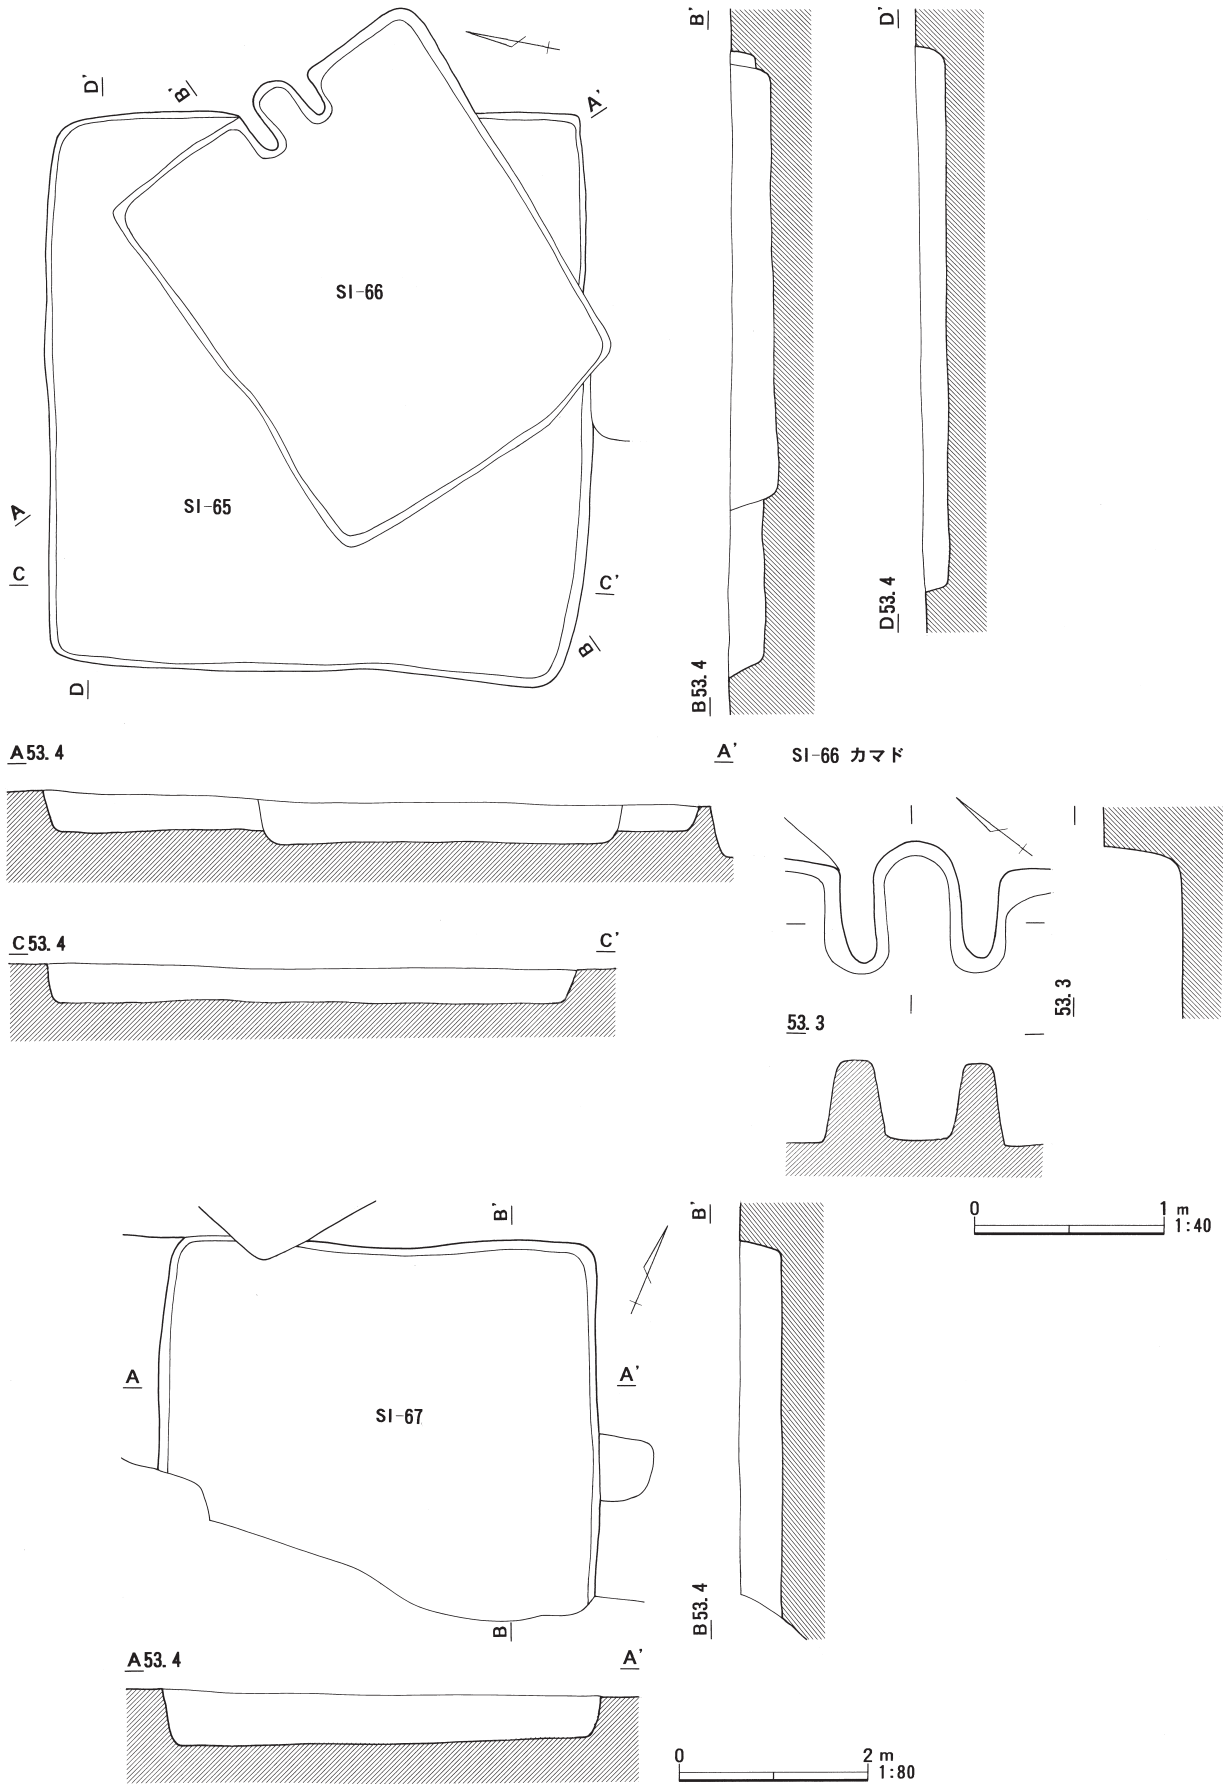 D'
B'
A'
SI-66
SI-65
A
C
C'
B
D
B'
B53.4
D'
D53.4
A53.4
A'
C53.4
C'
SI-66 カマド
53.3
53.3
0 1 m
1:40
B'
A
A'
SI-67
B
B'
B53.4
A53.4
A'
0 2 m
1:80